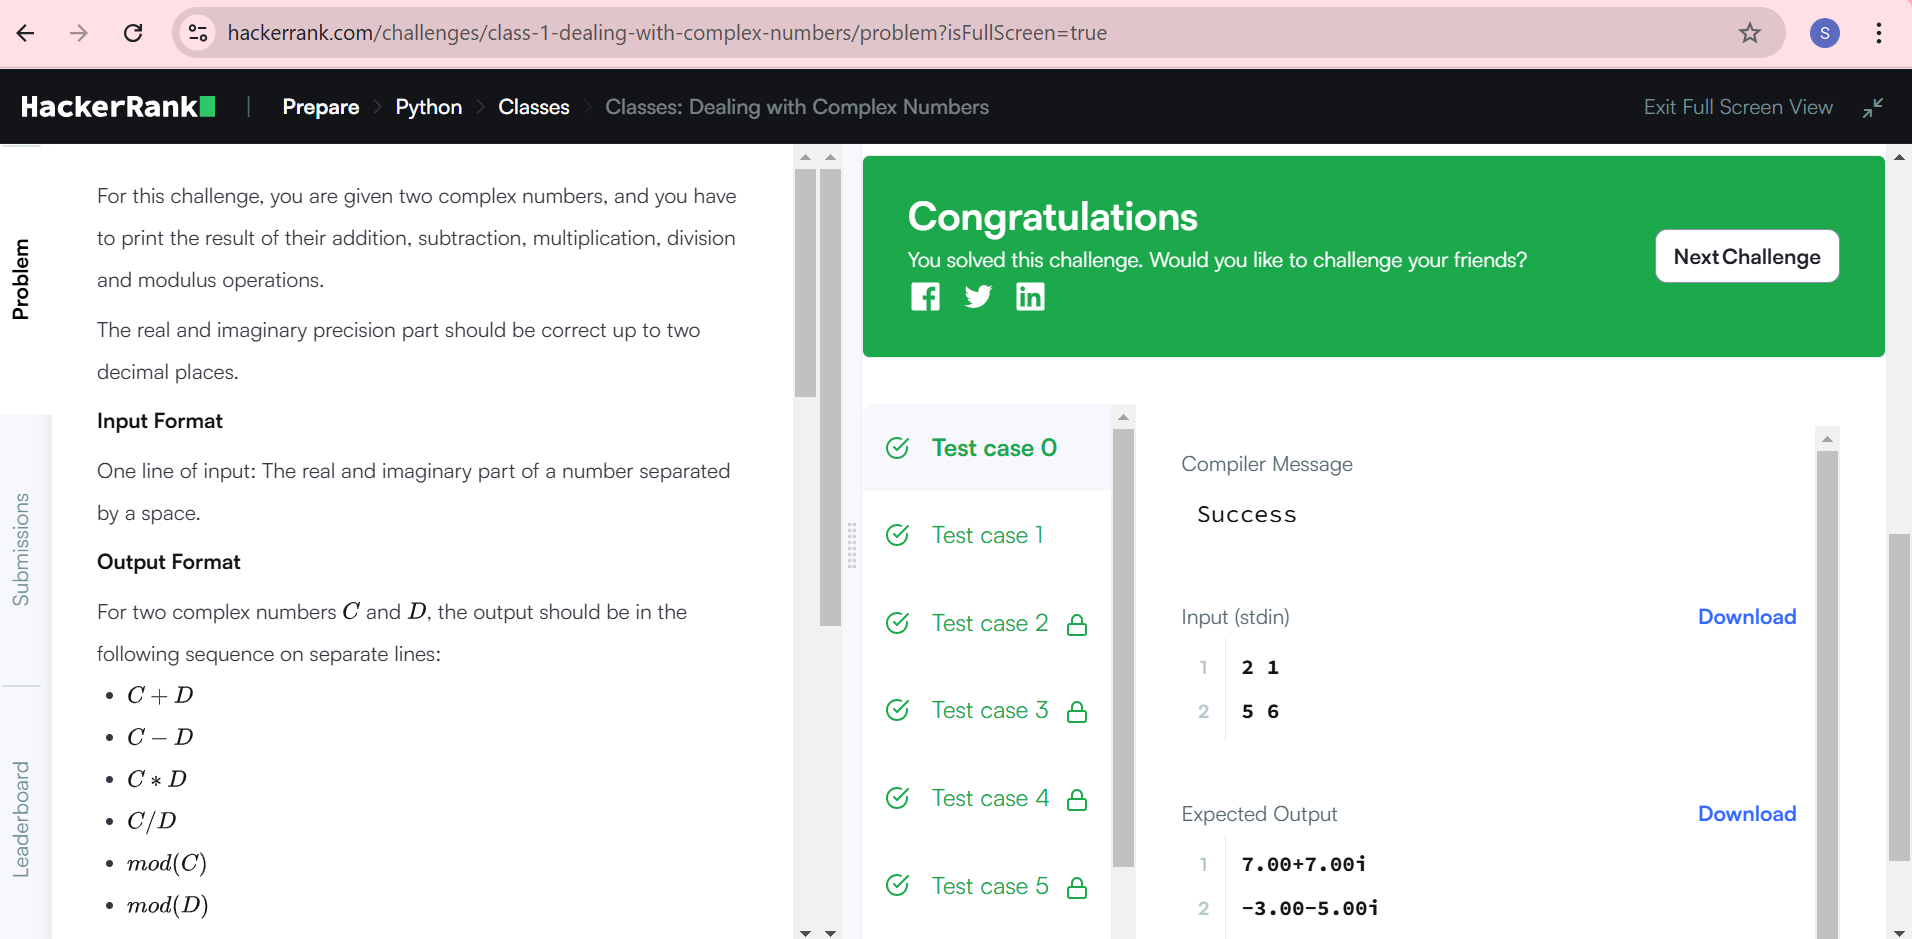 hackerrank.com/challenges/class-1-dealing-with-complex-numbers/problem?isFullScreen=true
S
HackerRank
Prepare
Python
Classes
Classes: Dealing with Complex Numbers
Exit Full Screen View
Problem
Submissions
Leaderboard
For this challenge, you are given two complex numbers, and you have
to print the result of their addition, subtraction, multiplication, division
and modulus operations.
The real and imaginary precision part should be correct up to two
decimal places.
Input Format
One line of input: The real and imaginary part of a number separated
by a space.
Output Format
For two complex numbers C and D, the output should be in the
following sequence on separate lines:
• C + D
• C − D
• C ∗ D
• C/D
• mod(C)
• mod(D)
Congratulations
You solved this challenge. Would you like to challenge your friends?
Next Challenge
Test case 0
Test case 1
Test case 2
Test case 3
Test case 4
Test case 5
Compiler Message
Success
Input (stdin)
Download
1 2 1
2 5 6
Expected Output
Download
1 7.00+7.00i
2 -3.00-5.00i